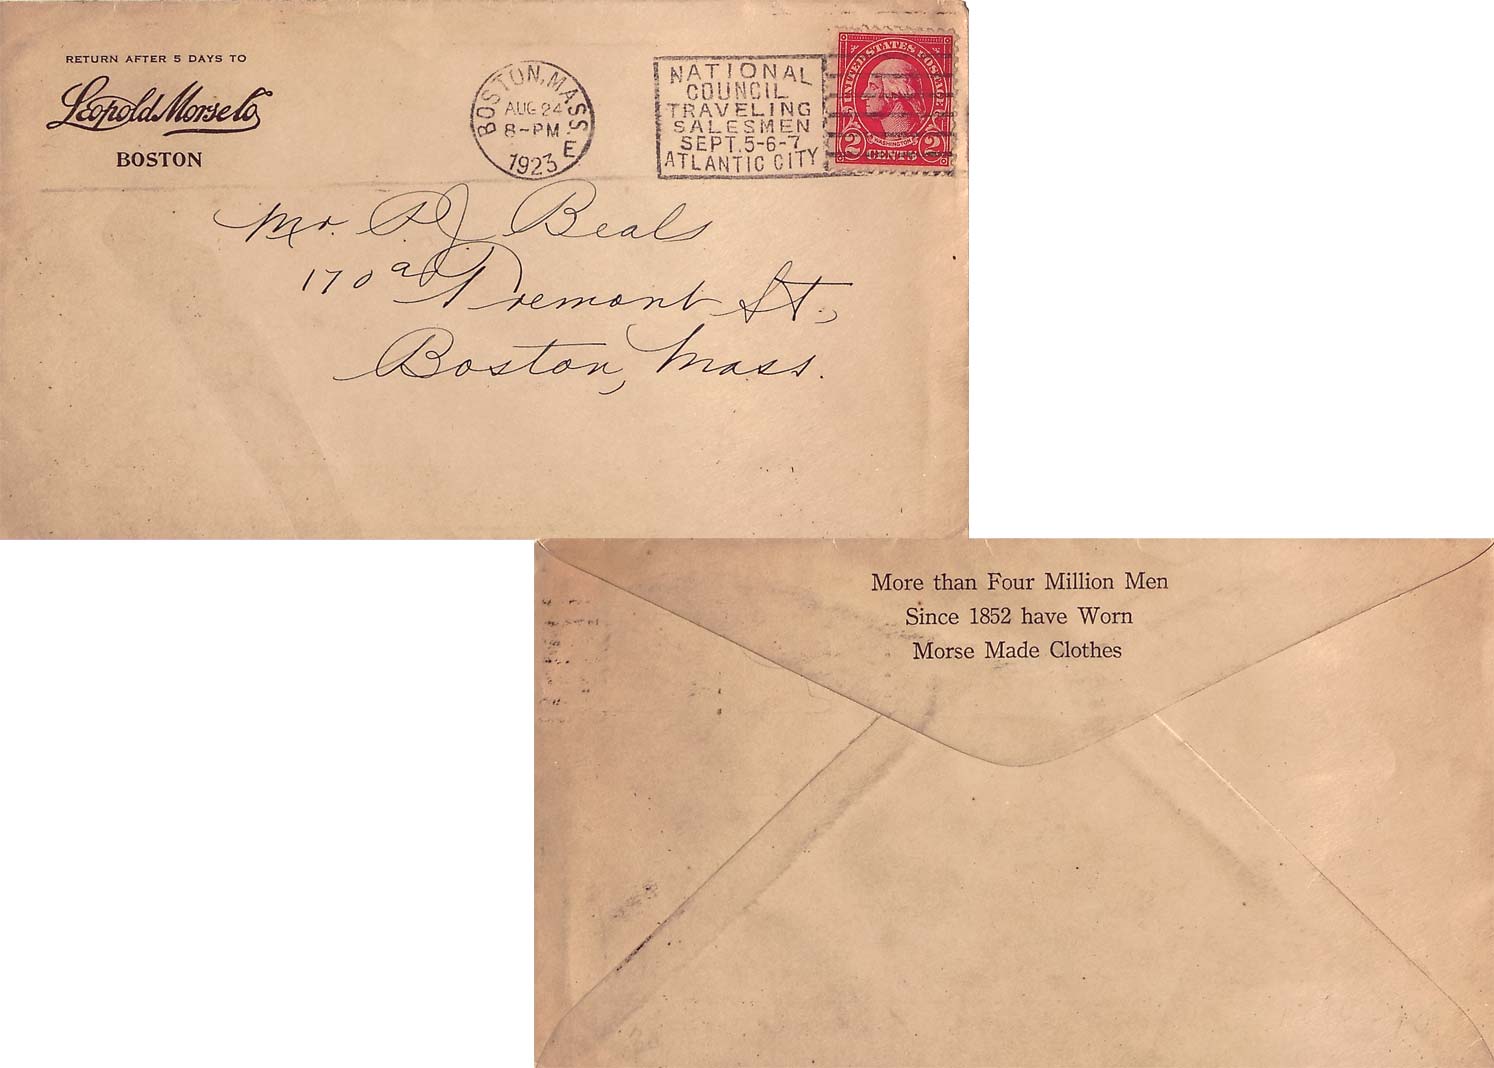 RETURN AFTER 5 DAYS TO
Leopold Morse Co
BOSTON
BOSTON, MASS. E
AUG 24
8-PM
1923
NATIONAL
COUNCIL
TRAVELING
SALESMEN
SEPT. 5-6-7
ATLANTIC CITY
UNITED STATES POSTAGE
WASHINGTON
2 CENTS 2
Mr. P J Beals
170a Tremont St.,
Boston, Mass.
More than Four Million Men
Since 1852 have Worn
Morse Made Clothes